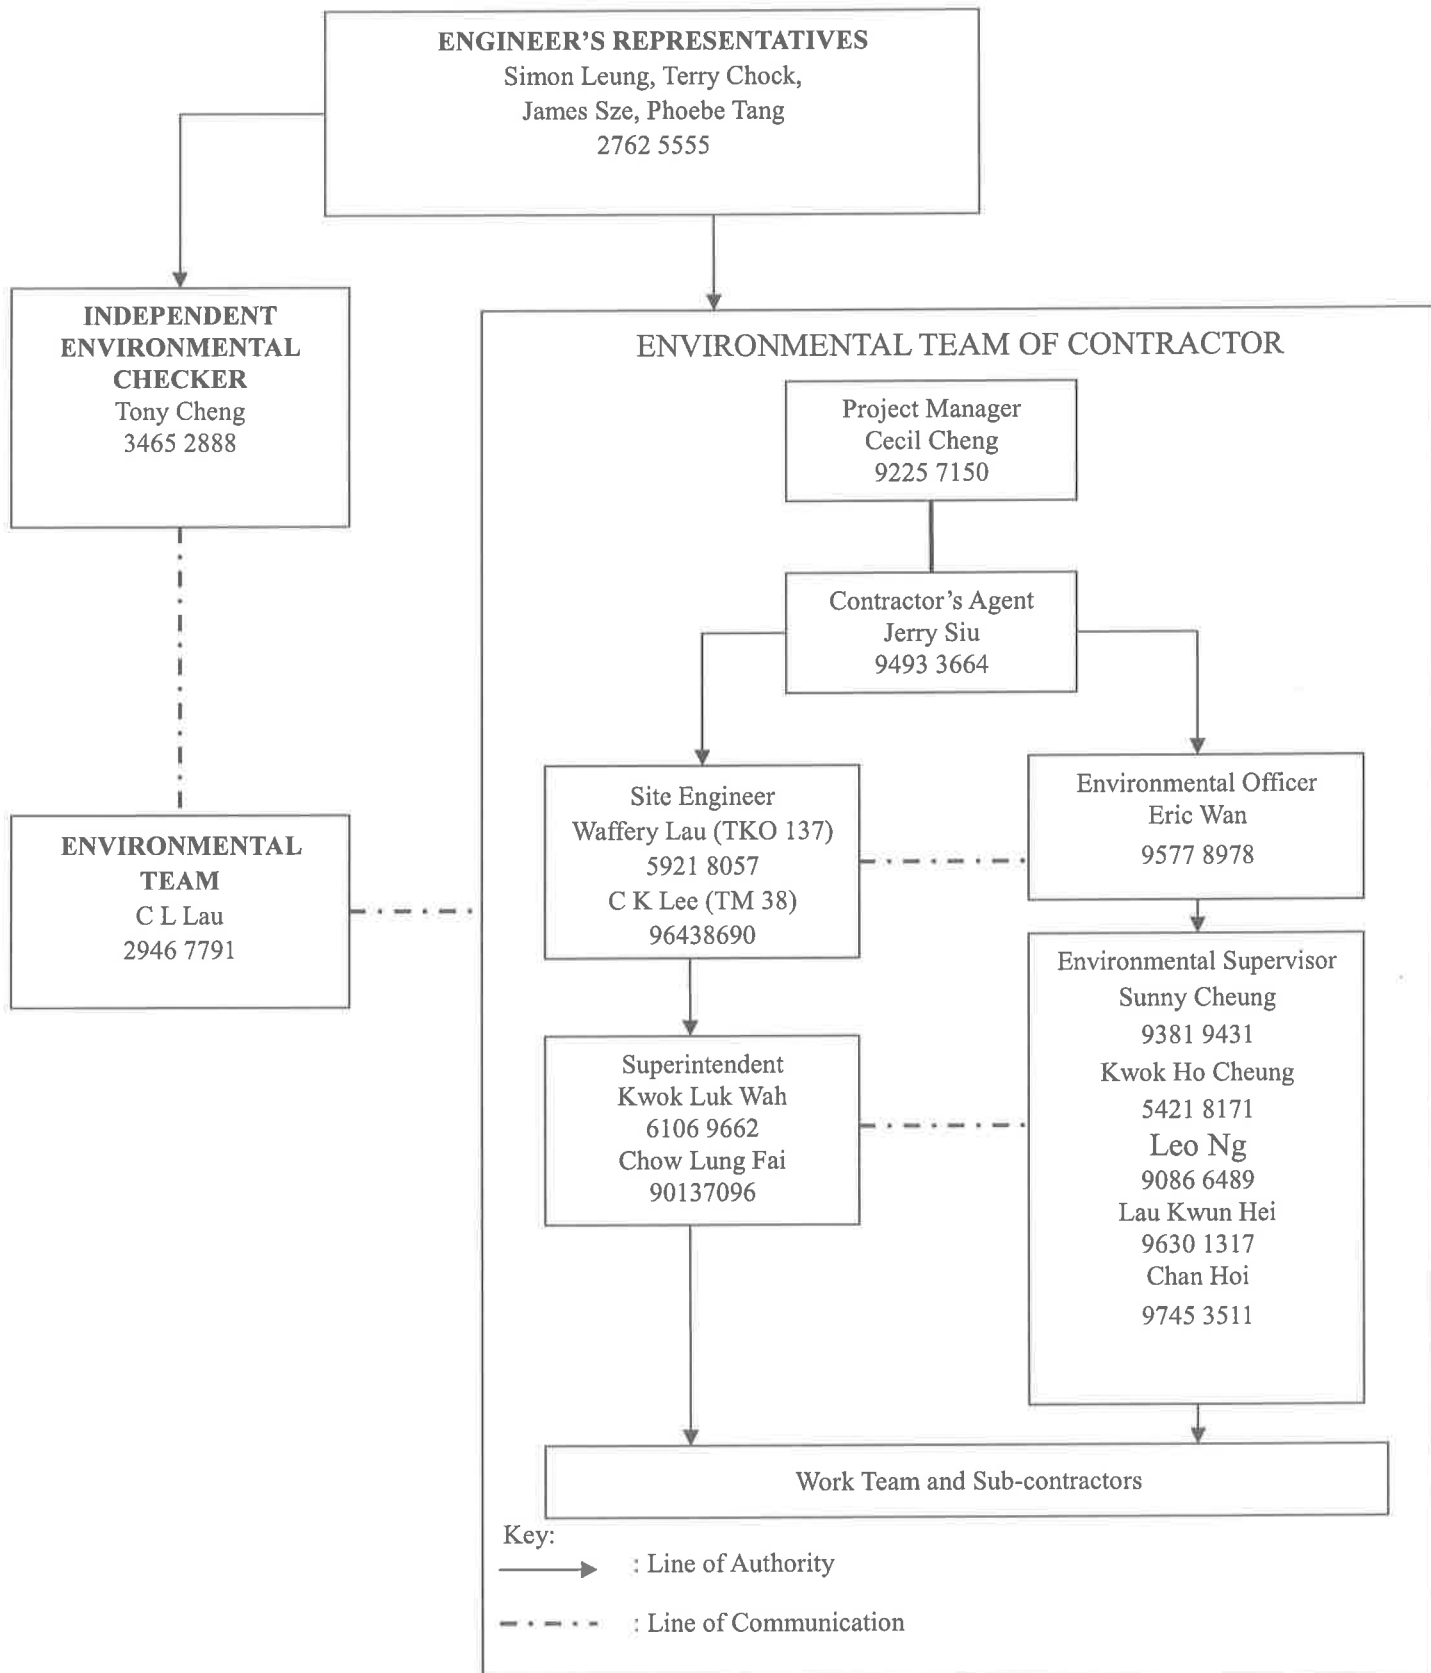 ENGINEER’S REPRESENTATIVES
Simon Leung, Terry Chock,
James Sze, Phoebe Tang
2762 5555
INDEPENDENT
ENVIRONMENTAL
CHECKER
Tony Cheng
3465 2888
ENVIRONMENTAL
TEAM
C L Lau
2946 7791
ENVIRONMENTAL TEAM OF CONTRACTOR
Project Manager
Cecil Cheng
9225 7150
Contractor’s Agent
Jerry Siu
9493 3664
Site Engineer
Waffery Lau (TKO 137)
5921 8057
C K Lee (TM 38)
96438690
Environmental Officer
Eric Wan
9577 8978
Superintendent
Kwok Luk Wah
6106 9662
Chow Lung Fai
90137096
Environmental Supervisor
Sunny Cheung
9381 9431
Kwok Ho Cheung
5421 8171
Leo Ng
9086 6489
Lau Kwun Hei
9630 1317
Chan Hoi
9745 3511
Work Team and Sub-contractors
Key:
: Line of Authority
: Line of Communication